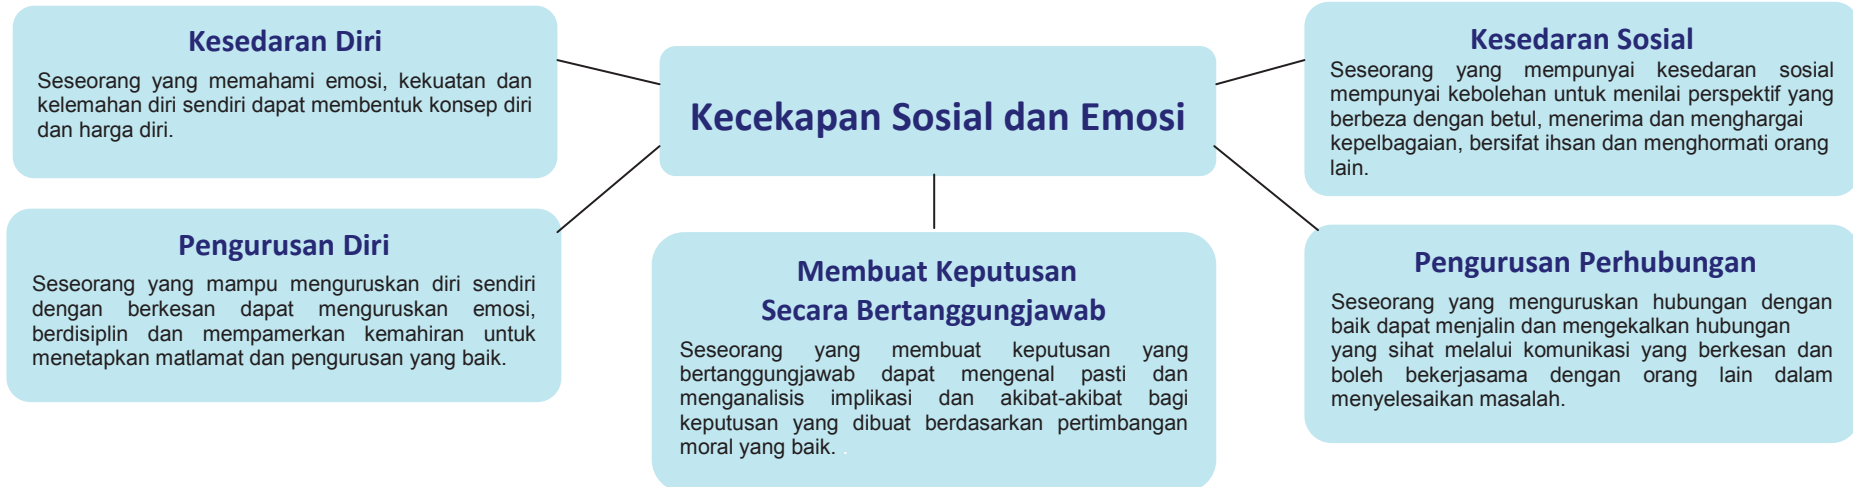 Kesedaran Diri
Seseorang yang memahami emosi, kekuatan dan
kelemahan diri sendiri dapat membentuk konsep diri
dan harga diri.
Kecekapan Sosial dan Emosi
Kesedaran Sosial
Seseorang yang mempunyai kesedaran sosial
mempunyai kebolehan untuk menilai perspektif yang
berbeza dengan betul, menerima dan menghargai
kepelbagaian, bersifat ihsan dan menghormati orang
lain.
Pengurusan Diri
Seseorang yang mampu menguruskan diri sendiri
dengan berkesan dapat menguruskan emosi,
berdisiplin dan mempamerkan kemahiran untuk
menetapkan matlamat dan pengurusan yang baik.
Membuat Keputusan
Secara Bertanggungjawab
Seseorang yang membuat keputusan yang
bertanggungjawab dapat mengenal pasti dan
menganalisis implikasi dan akibat-akibat bagi
keputusan yang dibuat berdasarkan pertimbangan
moral yang baik.
Pengurusan Perhubungan
Seseorang yang menguruskan hubungan dengan
baik dapat menjalin dan mengekalkan hubungan
yang sihat melalui komunikasi yang berkesan dan
boleh bekerjasama dengan orang lain dalam
menyelesaikan masalah.